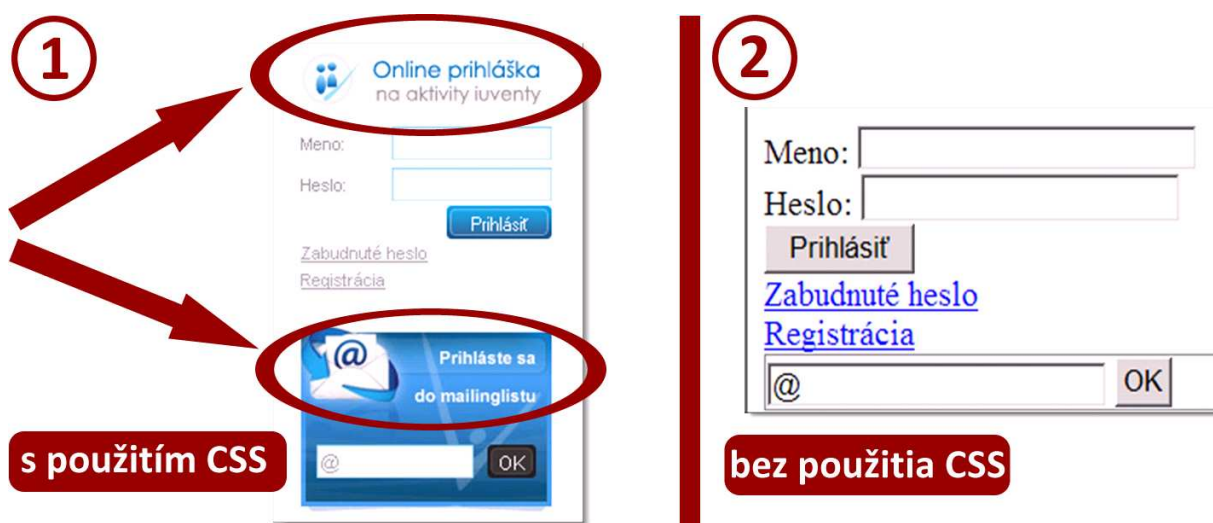 1
Online prihláška
na aktivity iuventy
Meno:
Heslo:
Prihlásiť
Zabudnuté heslo
Registrácia
@
Prihláste sa
do mailinglistu
@
OK
s použitím CSS
2
Meno:
Heslo:
Prihlásiť
Zabudnuté heslo
Registrácia
@
OK
bez použitia CSS